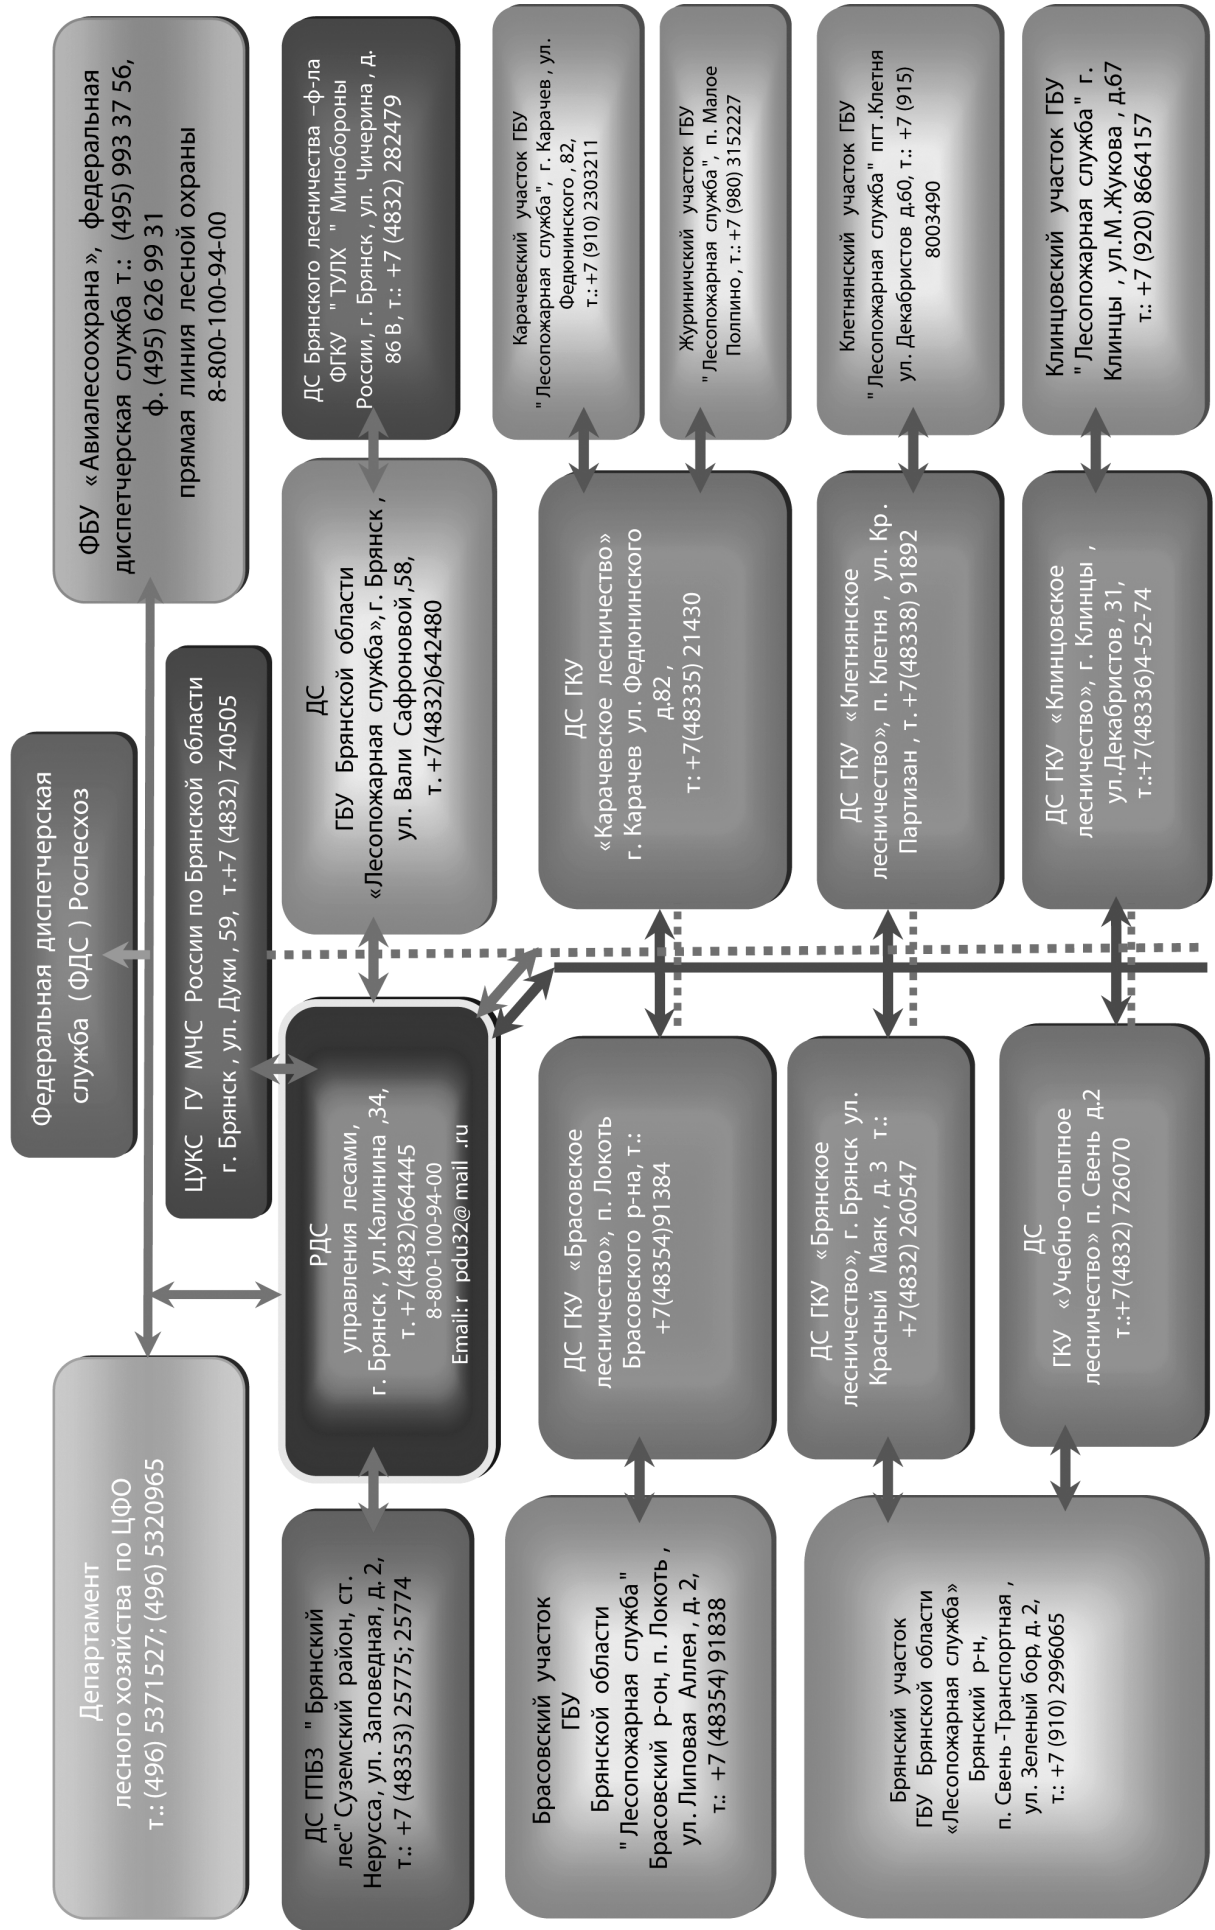 Федеральная диспетчерская
служба (ФДС) Рослесхоз
Департамент
лесного хозяйства по ЦФО
т.: (496) 5371527; (496) 5320965
ФБУ «Авиалесоохрана», федеральная
диспетчерская служба т.: (495) 993 37 56,
ф. (495) 626 99 31
прямая линия лесной охраны
8-800-100-94-00
ЦУКС ГУ МЧС России по Брянской области
г. Брянск, ул. Дуки, 59, т.+7 (4832) 740505
ДС ГПБЗ "Брянский
лес" Суземский район, ст.
Нерусса, ул. Заповедная, д. 2,
т.: +7 (48353) 25775; 25774
РДС
управления лесами,
г. Брянск, ул.Калинина ,34,
т. +7(4832)664445
8-800-100-94-00
Email: r pdu32@ mail .ru
ДС
ГБУ Брянской области
«Лесопожарная служба», г. Брянск ,
ул. Вали Сафроновой ,58,
т. +7(4832)642480
ДС Брянского лесничества –ф-ла
ФГКУ "ТУЛХ " Минобороны
России, г. Брянск , ул. Чичерина , д.
86 В, т.: +7 (4832) 282479
Брасовский участок
ГБУ
Брянской области
"Лесопожарная служба"
Брасовский р-он, п. Локоть ,
ул. Липовая Аллея , д. 2,
т.: +7 (48354) 91838
ДС ГКУ «Брасовское
лесничество», п. Локоть
Брасовского р-на, т.:
+7(48354)91384
ДС ГКУ
«Карачевское лесничество»
г. Карачев ул. Федюнинского
д.82 ,
т: +7(48335) 21430
Карачевский участок ГБУ
"Лесопожарная служба", г. Карачев , ул.
Федюнинского , 82,
т.: +7 (910) 2303211
Журиничский участок ГБУ
"Лесопожарная служба", п. Малое
Полпино , т.: +7 (980) 3152227
Брянский участок
ГБУ Брянской области
«Лесопожарная служба»
Брянский р-н,
п. Свень -Транспортная ,
ул. Зеленый бор, д. 2,
т.: +7 (910) 2996065
ДС ГКУ «Брянское
лесничество», г. Брянск ул.
Красный Маяк , д. 3 т.:
+7(4832) 260547
ДС ГКУ «Клетнянское
лесничество», п. Клетня , ул. Кр.
Партизан , т. +7(48338) 91892
Клетнянский участок ГБУ
"Лесопожарная служба" пгт .Клетня
ул. Декабристов д.60, т.: +7 (915)
8003490
ДС
ГКУ «Учебно-опытное
лесничество» п. Свень д.2
т.:+7(4832) 726070
ДС ГКУ «Клинцовское
лесничество», г. Клинцы ,
ул.Декабристов , 31,
т.:+7(48336)4-52-74
Клинцовский участок ГБУ
"Лесопожарная служба" г.
Клинцы , ул.М.Жукова , д.67
т.: +7 (920) 8664157